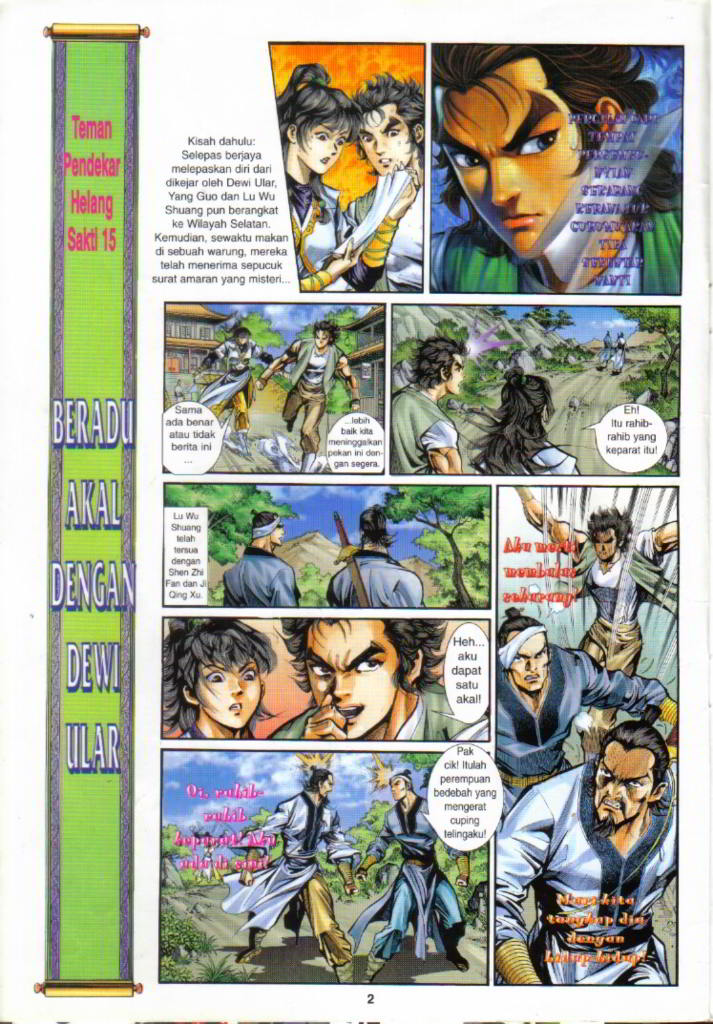 Teman
Pendekar
Helang
Sakti 15
BERADU
AKAL
DENGAN
DEWI
ULAR
Kisah dahulu:
Selepas berjaya
melepaskan diri dari
dikejar oleh Dewi Ular,
Yang Guo dan Lu Wu
Shuang pun berangkat
ke Wilayah Selatan.
Kemudian, sewaktu makan
di sebuah warung, mereka
telah menerima sepucuk
surat amaran yang misteri...
TEMPAT
Sama
ada benar
atau tidak
berita ini
...
...lebih
baik kita
meninggalkan
pekan ini den-
gan segera.
Eh!
Itu rahib-
rahib yang
keparat itu!
Lu Wu
Shuang
telah
tersua
dengan
Shen Zhi
Fan dan Ji
Qing Xu.
Aku mesti
membalas
sekarang!
Heh...
aku
dapat
satu
akal!
Oi, rahib-
rahib
keparat! Aku
ada di sini!
Pak
cik! Itulah
perempuan
bedebah yang
mengerat
cuping
telingaku!
Mari kita
tangkap dia
dengan
hidup-hidup!
2